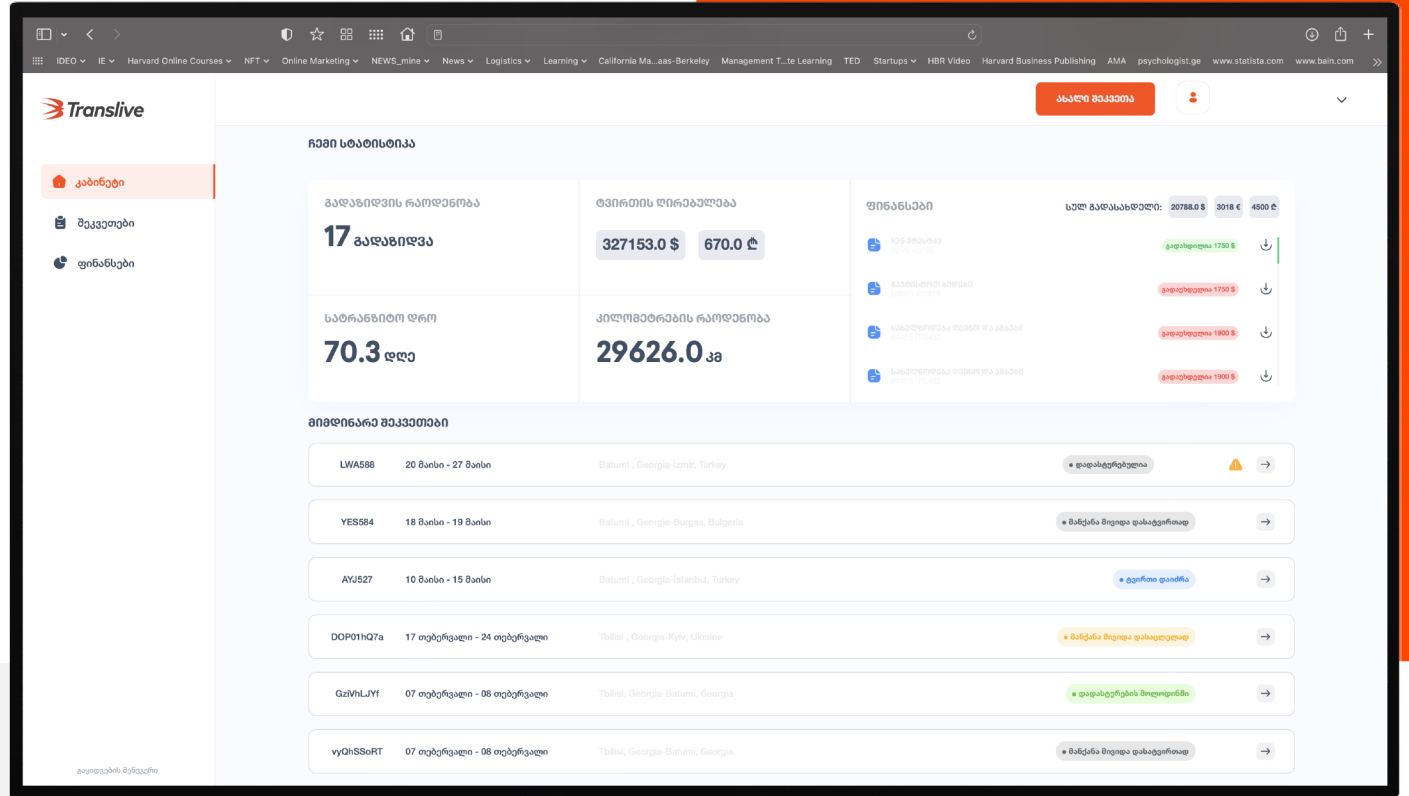 IDEO IE Harvard Online Courses NFT Online Marketing NEWS_mine News Logistics Learning California Ma...aas-Berkeley Management T...te Learning TED Startups HBR Video Harvard Business Publishing AMA psychologist.ge www.statista.com www.bain.com
Translive
ახალი შეკვეთა
ჩემი სტატისტიკა
კაბინეტი
შეკვეთები
ფინანსები
გადაზიდვის რაოდენობა
17 გადაზიდვა
ტვირთის ღირებულება
327153.0 $ 670.0 ₾
სატრანზიტო დრო
70.3 დღე
კილომეტრების რაოდენობა
29626.0 კმ
ფინანსები
სულ გადასახდელი: 20788.0 $ 3018 € 4500 ₾
გადახდილია 1750 $
გადაუხდელია 1750 $
გადაუხდელია 1900 $
გადაუხდელია 1900 $
მიმდინარე შეკვეთები
LWA588 20 მაისი - 27 მაისი Batumi , Georgia-Izmir, Turkey დადასტურებულია
YES584 18 მაისი - 19 მაისი Batumi , Georgia-Burgas, Bulgaria მანქანა მივიდა დასატვირთად
AYJ527 10 მაისი - 15 მაისი Batumi , Georgia-İstanbul, Turkey ტვირთი დაიძრა
DOP01hQ7a 17 თებერვალი - 24 თებერვალი Tbilisi , Georgia-Kyiv, Ukraine მანქანა მივიდა დასაცლელად
GziVhLJYf 07 თებერვალი - 08 თებერვალი Tbilisi, Georgia-Batumi, Georgia დადასტურების მოლოდინში
vyQhSSoRT 07 თებერვალი - 08 თებერვალი Tbilisi, Georgia-Batumi, Georgia მანქანა მივიდა დასატვირთად
გაყიდვების მენეჯერი